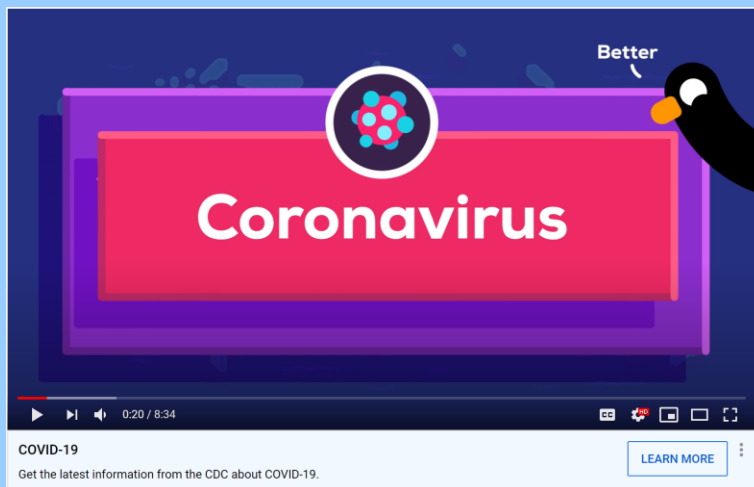 Better
Coronavirus
0:20 / 8:34
CC
HD
COVID-19
LEARN MORE
Get the latest information from the CDC about COVID-19.